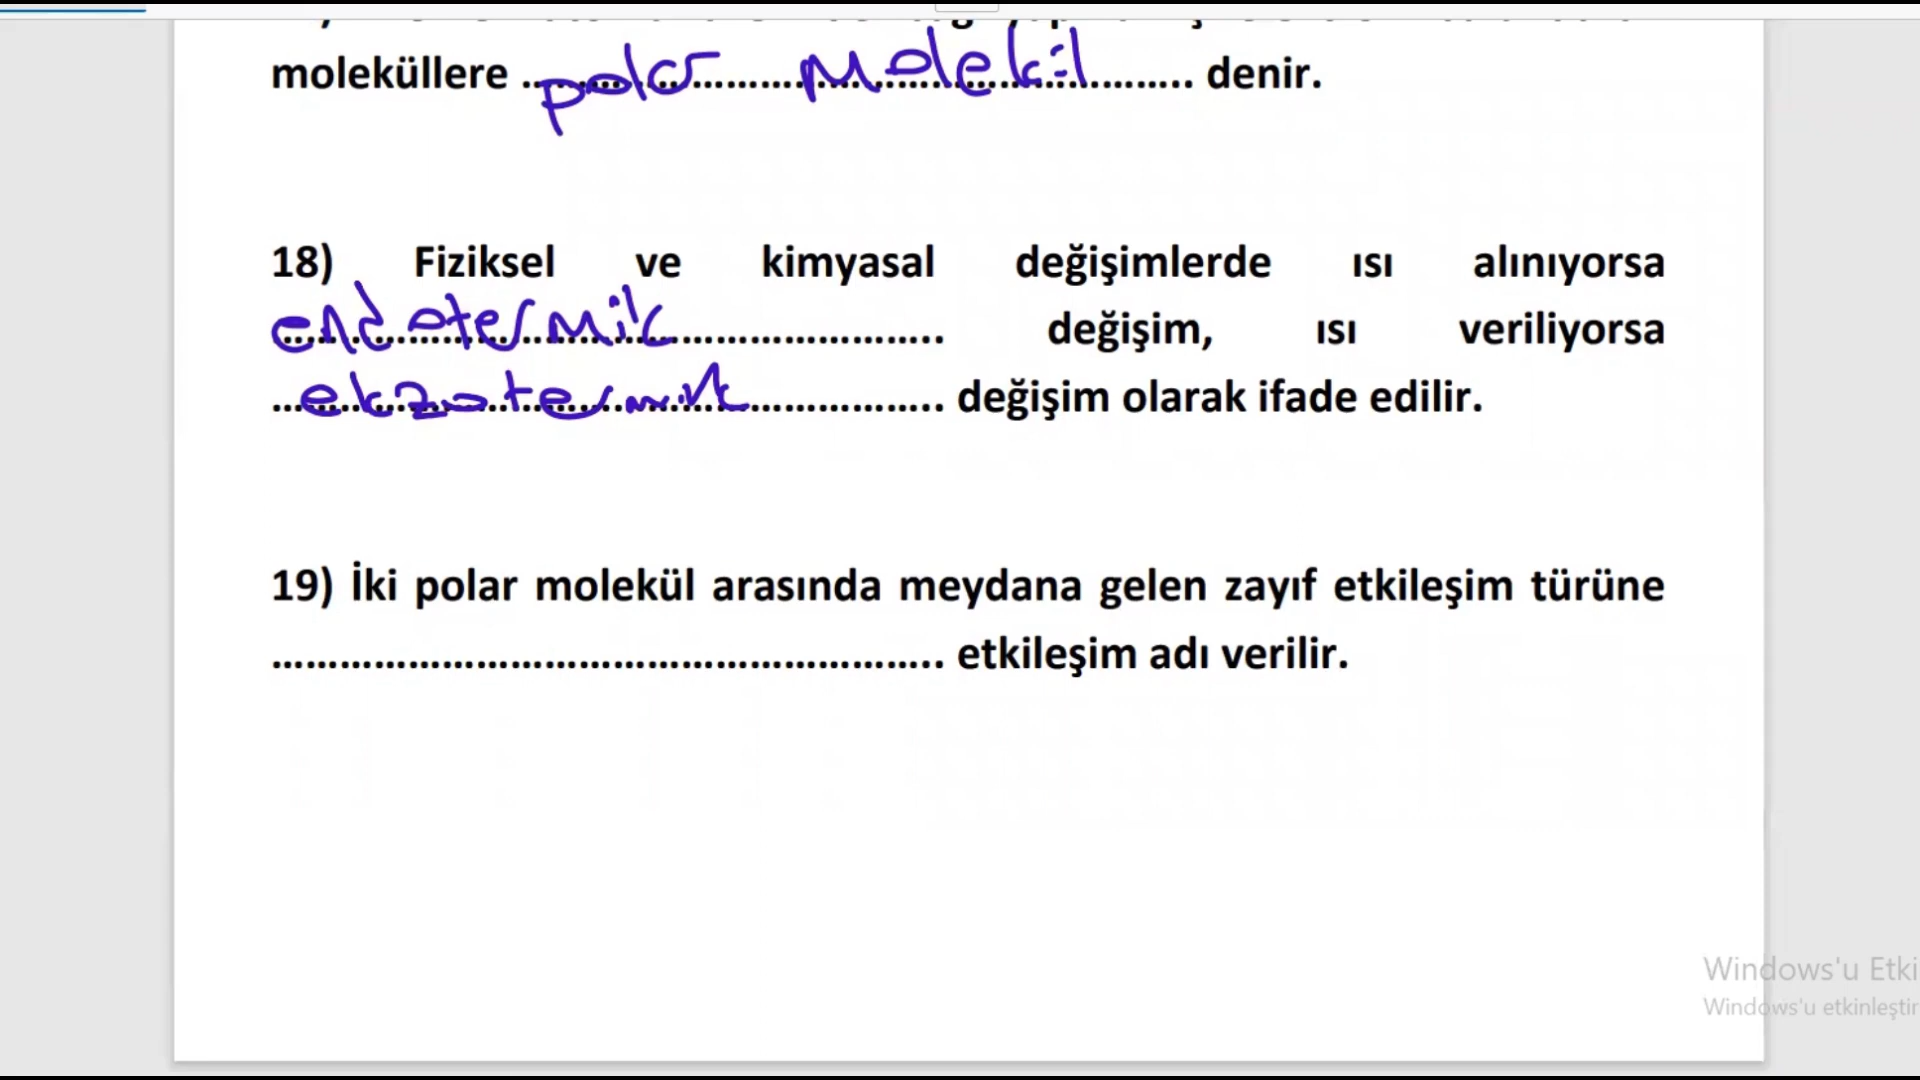 moleküllere polar molekül denir.
18) Fiziksel ve kimyasal değişimlerde ısı alınıyorsa
endotermik ........ değişim, ısı veriliyorsa
ekzotermik ........ değişim olarak ifade edilir.
19) İki polar molekül arasında meydana gelen zayıf etkileşim türüne
…………………………………………….. etkileşim adı verilir.
Windows'u Etki
Windows'u etkinleştir